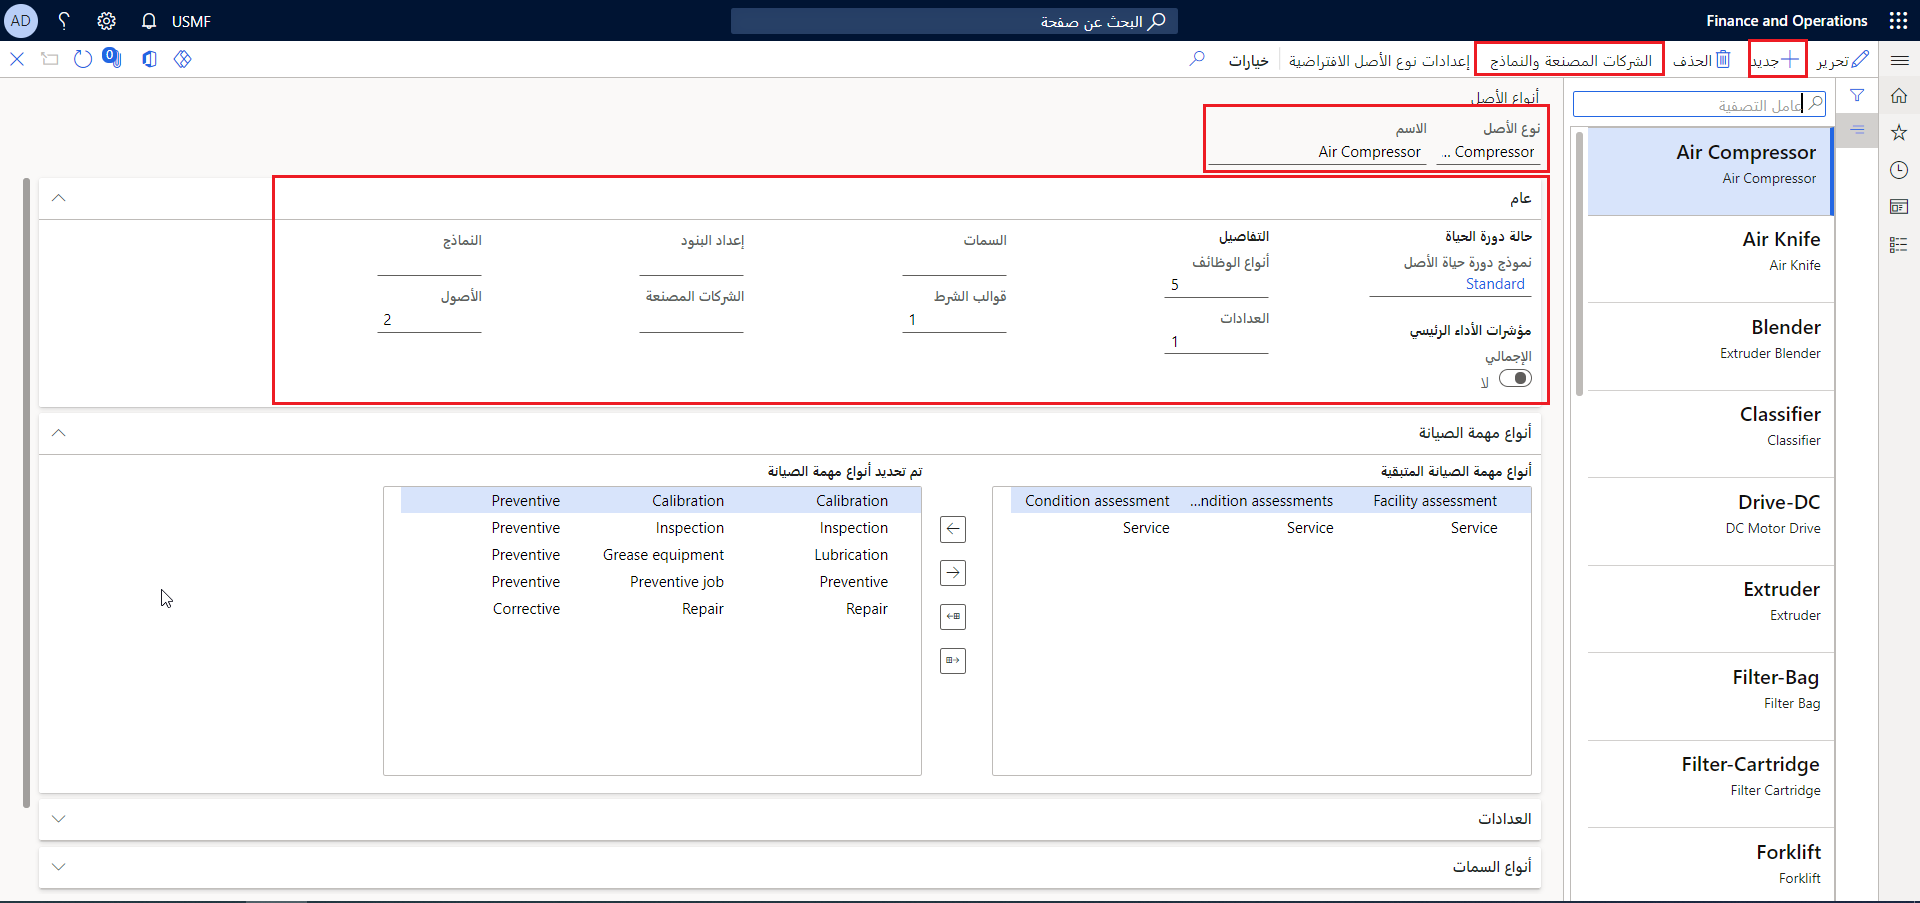 Finance and Operations
البحث عن صفحة
USMF
AD
تحرير
جديد
الحذف
الشركات المصنعة والنماذج
إعدادات نوع الأصل الافتراضية
خيارات
0
عامل التصفية
Air Compressor
Air Compressor
Air Knife
Air Knife
Blender
Extruder Blender
Classifier
Classifier
Drive-DC
DC Motor Drive
Extruder
Extruder
Filter-Bag
Filter Bag
Filter-Cartridge
Filter Cartridge
Forklift
Forklift
أنواع الأصل
نوع الأصل
الاسم
Compressor ...
Air Compressor
عام
حالة دورة الحياة
نموذج دورة حياة الأصل
Standard
مؤشرات الأداء الرئيسي
الإجمالي
لا
التفاصيل
أنواع الوظائف
5
العدادات
1
السمات
قوالب الشرط
1
إعداد البنود
الشركات المصنعة
النماذج
الأصول
2
أنواع مهمة الصيانة
أنواع مهمة الصيانة المتبقية
Facility assessment
...ndition assessments
Condition assessment
Service
Service
Service
تم تحديد أنواع مهمة الصيانة
Calibration
Calibration
Preventive
Inspection
Inspection
Preventive
Lubrication
Grease equipment
Preventive
Preventive
Preventive job
Preventive
Repair
Repair
Corrective
العدادات
أنواع السمات